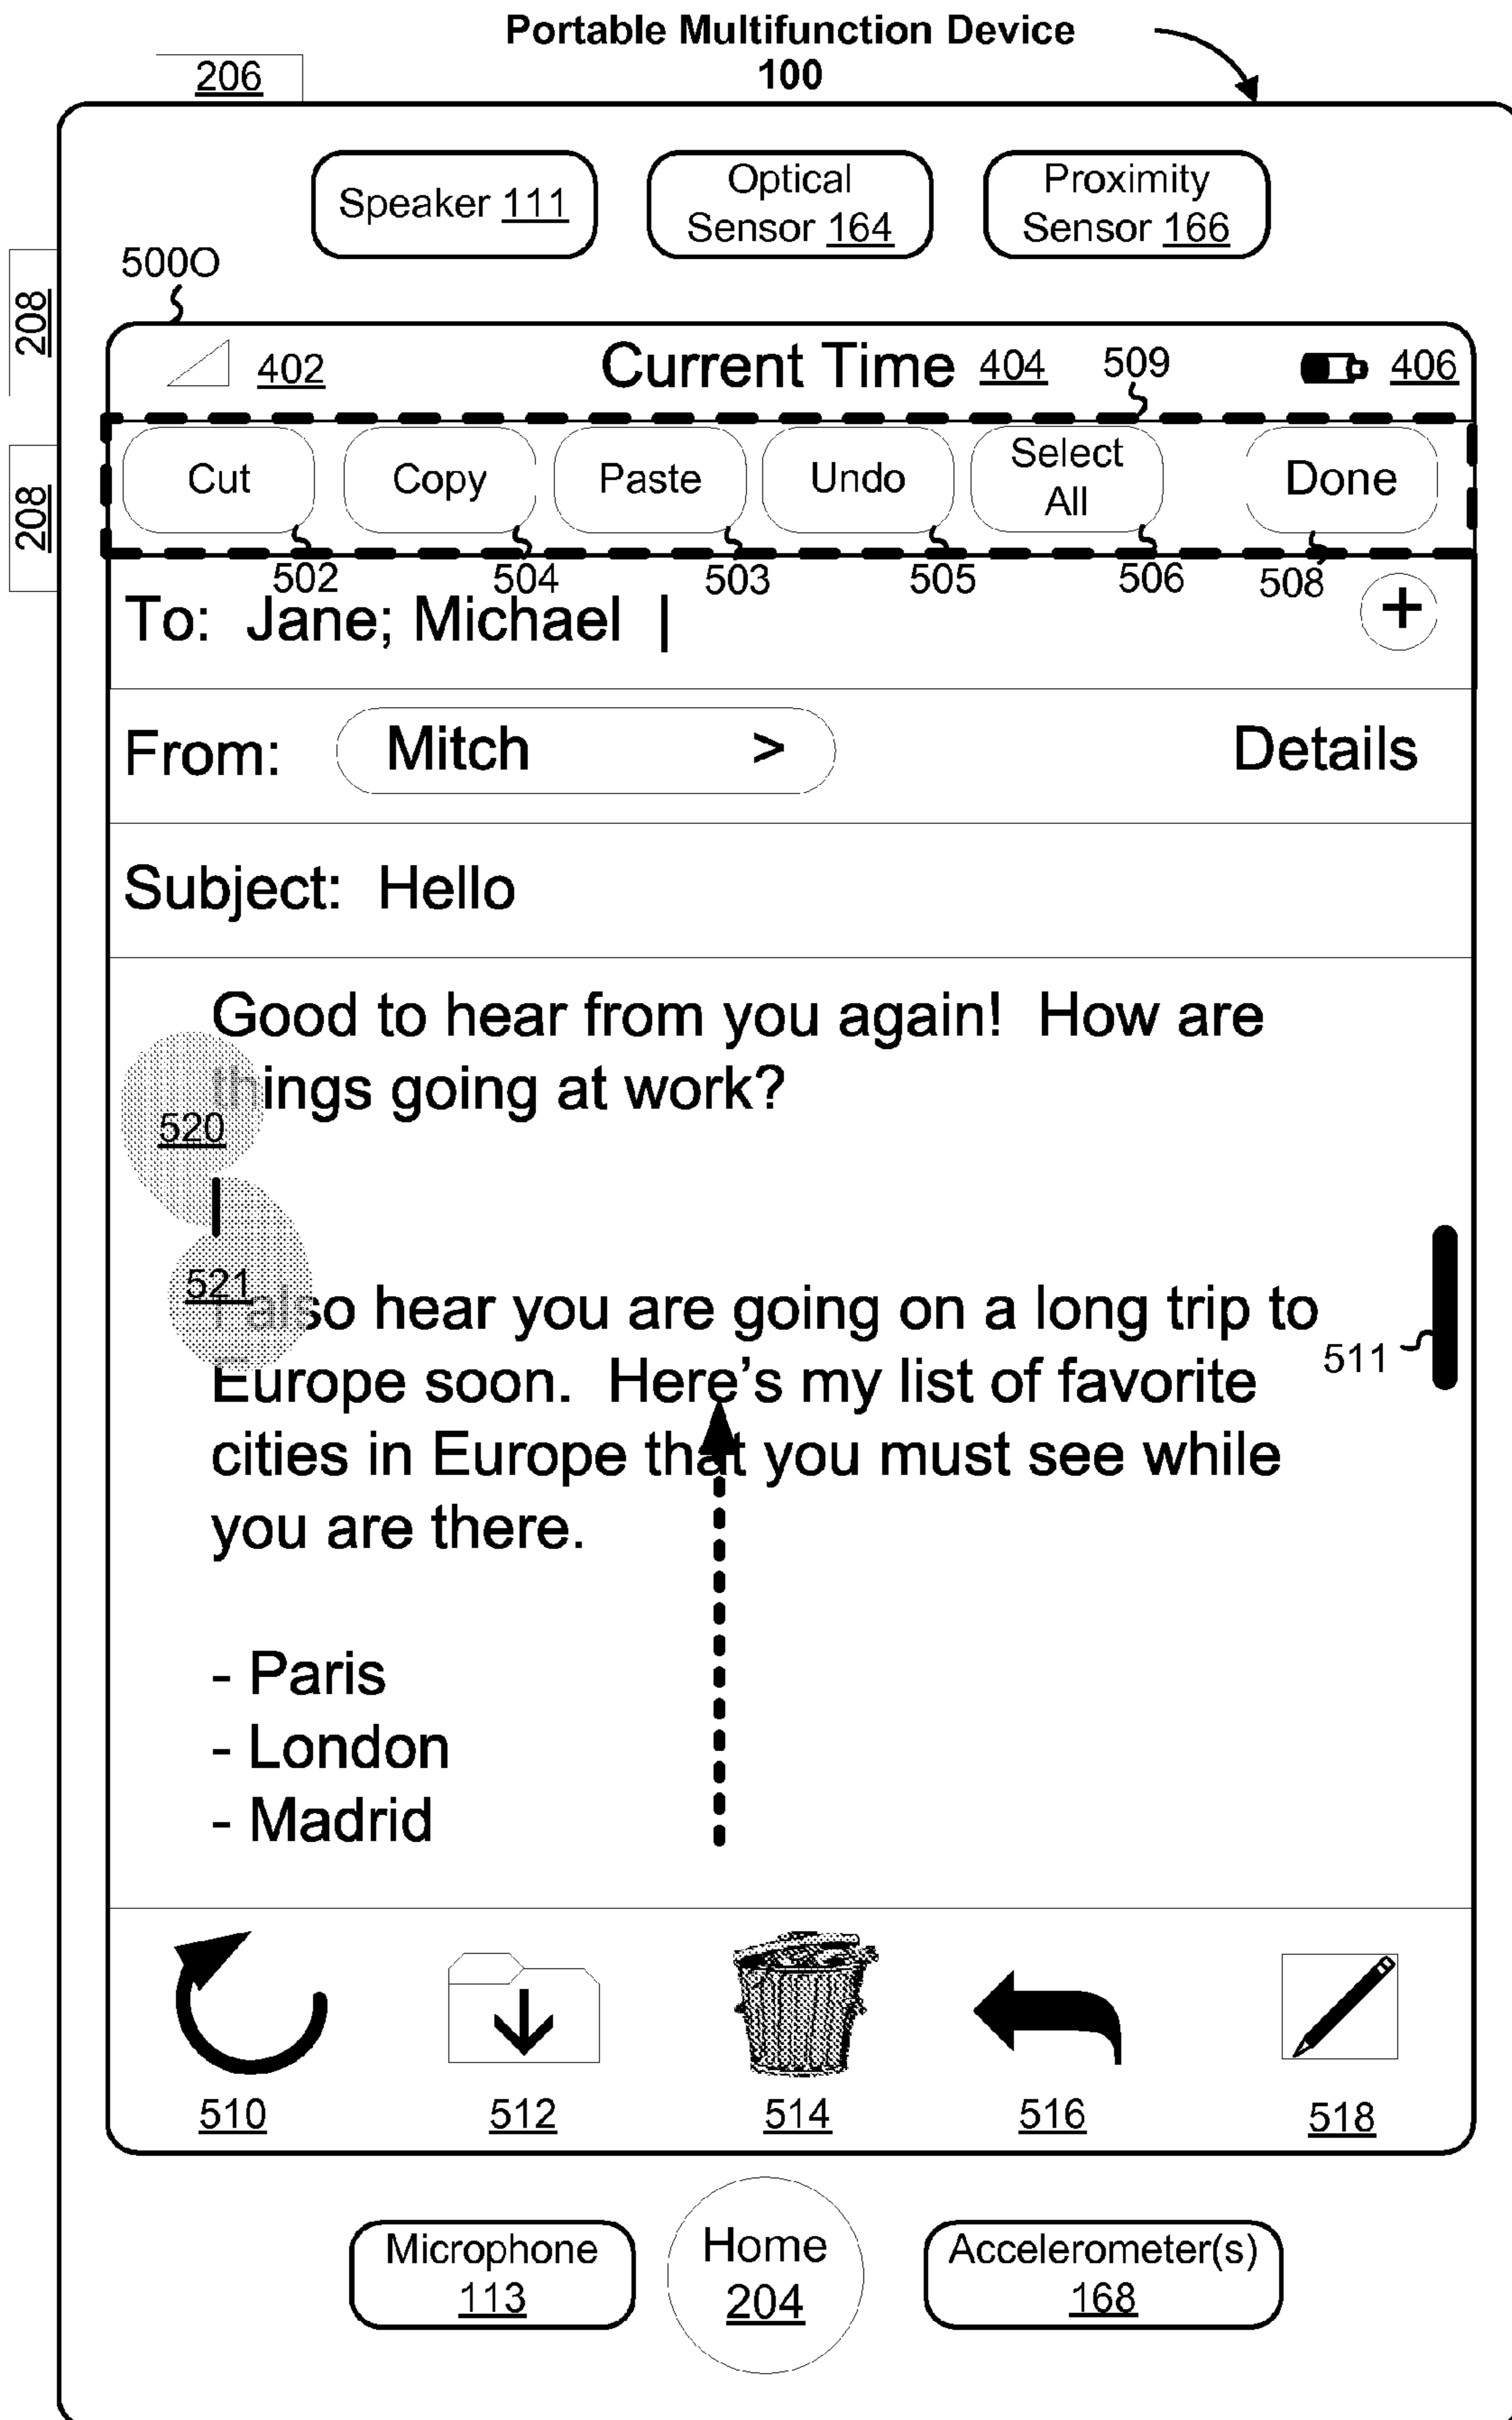 Portable Multifunction Device
100
206
Speaker 111
Optical
Sensor 164
Proximity
Sensor 166
208
208
500O
402
Current Time 404
509
406
Cut
Copy
Paste
Undo
Select
All
Done
502
504
503
505
506
508
To: Jane; Michael
+
From: Mitch >
Details
Subject: Hello
Good to hear from you again! How are
things going at work?
520
521
I also hear you are going on a long trip to
511
Europe soon. Here's my list of favorite
cities in Europe that you must see while
you are there.
- Paris
- London
- Madrid
510
512
514
516
518
Microphone
113
Home
204
Accelerometer(s)
168